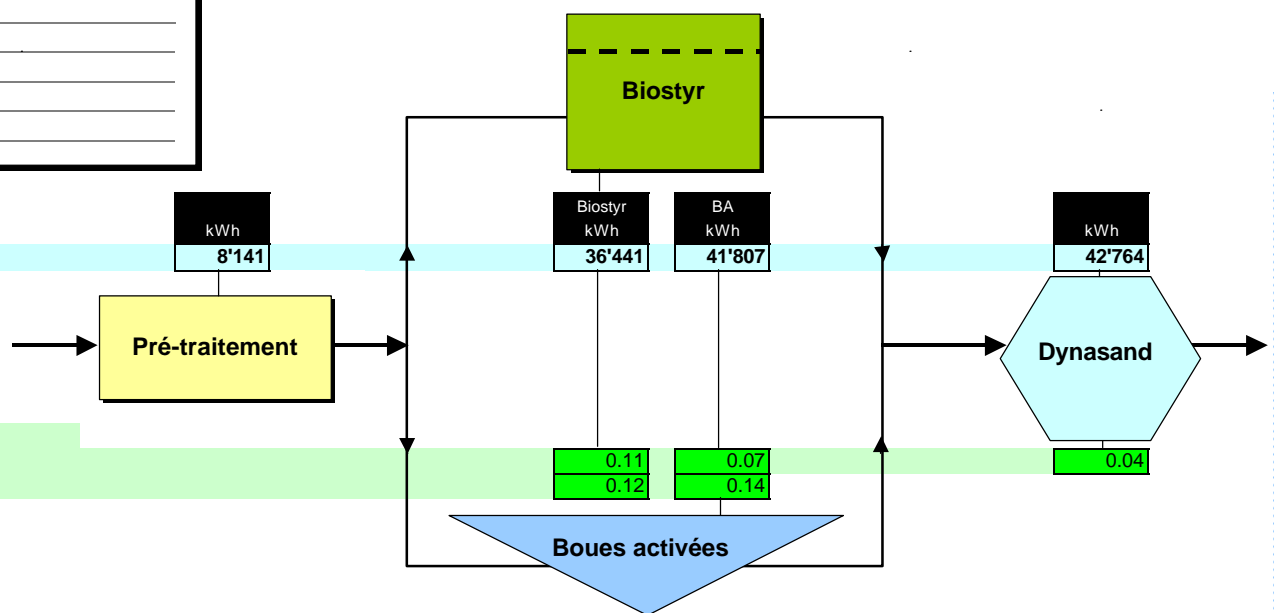 Biostyr
kWh
8'141
Biostyr
kWh
36'441
BA
kWh
41'807
kWh
42'764
Pré-traitement
Dynasand
0.11
0.12
0.07
0.14
0.04
Boues activées